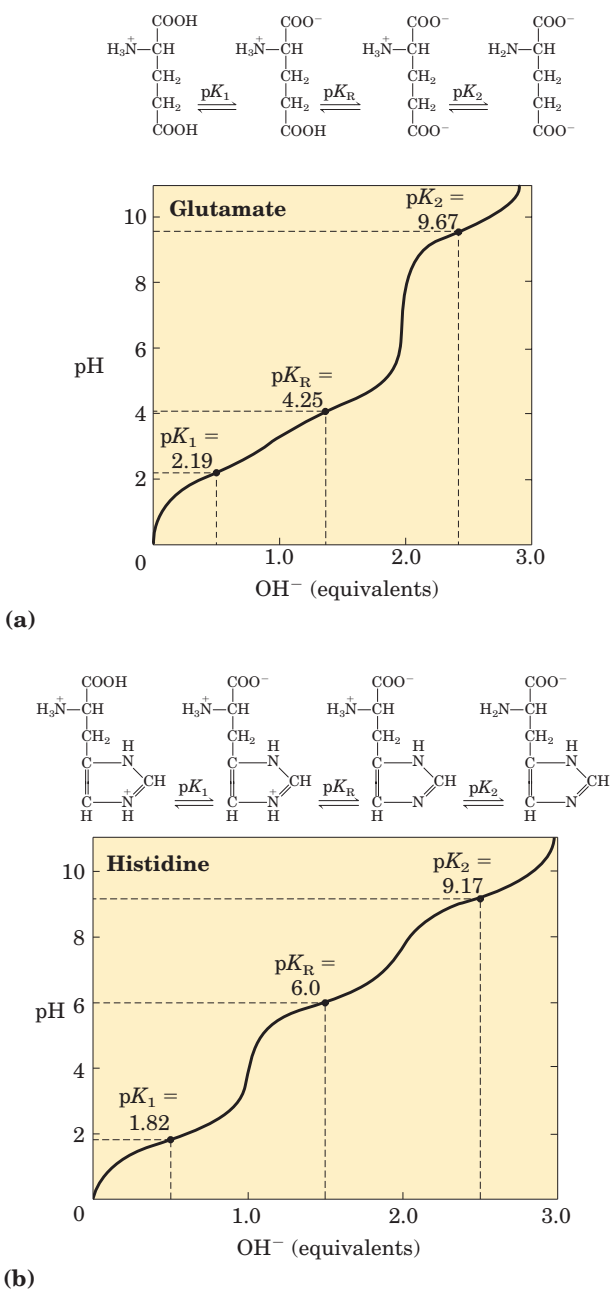 COOH COO⁻ COO⁻ COO⁻
H₃N⁺—CH H₃N⁺—CH H₃N⁺—CH H₂N—CH
CH₂ CH₂ CH₂ CH₂
pK₁ pKR pK₂
CH₂ CH₂ CH₂ CH₂
COOH COOH COO⁻ COO⁻
Glutamate
pK₂ =
9.67
pKR =
4.25
pK₁ =
2.19
10
8
6
4
2
0
pH
1.0 2.0 3.0
OH⁻ (equivalents)
(a)
COOH COO⁻ COO⁻ COO⁻
H₃N⁺—CH H₃N⁺—CH H₃N⁺—CH H₂N—CH
CH₂ CH₂ CH₂ CH₂
H H H H
C N C N C N C N
CH CH CH CH
pK₁ pKR pK₂
C N⁺ C N⁺ C N C N
H H H H H H
Histidine
pK₂ =
9.17
pKR =
6.0
pK₁ =
1.82
10
8
6
4
2
0
pH
1.0 2.0 3.0
OH⁻ (equivalents)
(b)